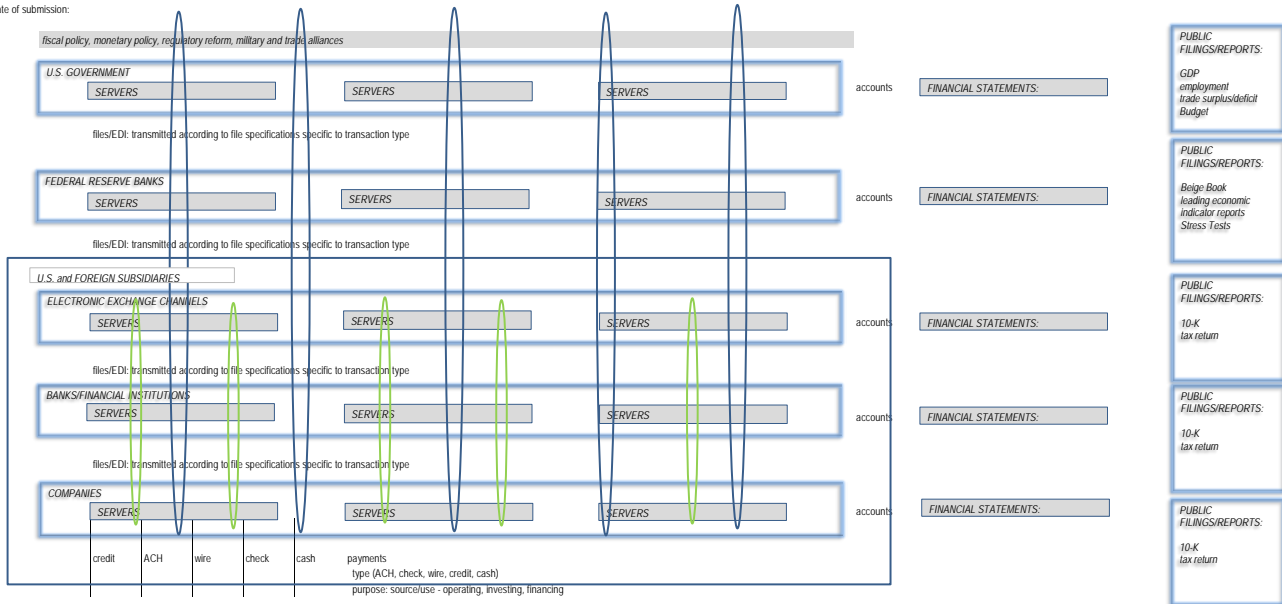 ate of submission:
fiscal policy, monetary policy, regulatory reform, military and trade alliances
U.S. GOVERNMENT
SERVERS
SERVERS
SERVERS
accounts
FINANCIAL STATEMENTS:
PUBLIC
FILINGS/REPORTS:
GDP
employment
trade surplus/deficit
Budget
files/EDI: transmitted according to file specifications specific to transaction type
FEDERAL RESERVE BANKS
SERVERS
SERVERS
SERVERS
accounts
FINANCIAL STATEMENTS:
PUBLIC
FILINGS/REPORTS:
Beige Book
leading economic
indicator reports
Stress Tests
files/EDI: transmitted according to file specifications specific to transaction type
U.S. and FOREIGN SUBSIDIARIES
ELECTRONIC EXCHANGE CHANNELS
SERVERS
SERVERS
SERVERS
accounts
FINANCIAL STATEMENTS:
PUBLIC
FILINGS/REPORTS:
10-K
tax return
files/EDI: transmitted according to file specifications specific to transaction type
BANKS/FINANCIAL INSTITUTIONS
SERVERS
SERVERS
SERVERS
accounts
FINANCIAL STATEMENTS:
PUBLIC
FILINGS/REPORTS:
10-K
tax return
files/EDI: transmitted according to file specifications specific to transaction type
COMPANIES
SERVERS
SERVERS
SERVERS
accounts
FINANCIAL STATEMENTS:
PUBLIC
FILINGS/REPORTS:
10-K
tax return
credit
ACH
wire
check
cash
payments
type (ACH, check, wire, credit, cash)
purpose: source/use - operating, investing, financing